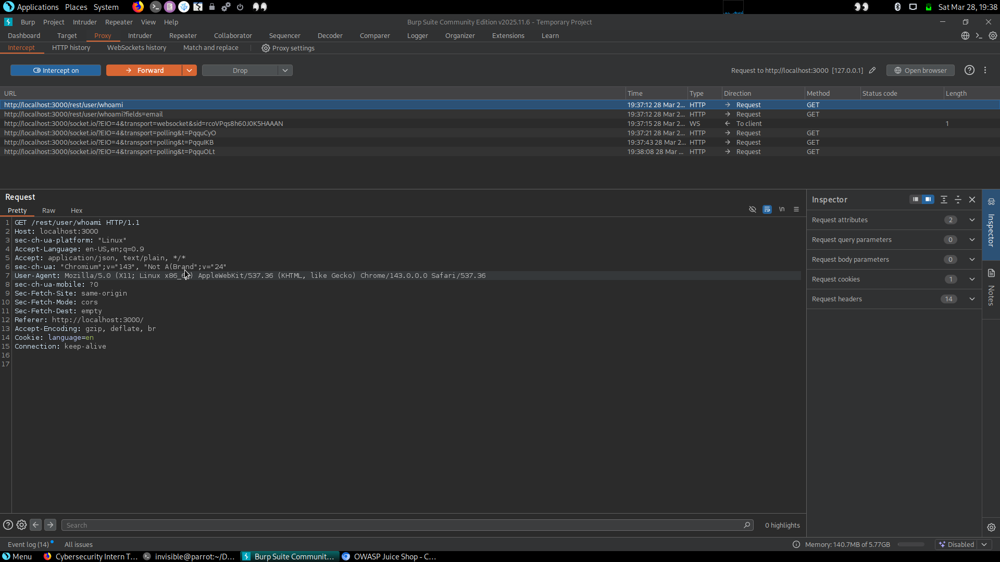 Applications Places System Sat Mar 28, 19:38
Burp Project Intruder Repeater View Help Burp Suite Community Edition v2025.11.6 - Temporary Project
Dashboard Target Proxy Intruder Repeater Collaborator Sequencer Decoder Comparer Logger Organizer Extensions Learn
Intercept HTTP history WebSockets history Match and replace Proxy settings
Intercept on Forward Drop Request to http://localhost:3000 [127.0.0.1] Open browser
URL Time Type Direction Method Status code Length
http://localhost:3000/rest/user/whoami 19:37:12 28 Mar 2... HTTP → Request GET
http://localhost:3000/rest/user/whoami?fields=email 19:37:12 28 Mar 2... HTTP → Request GET
http://localhost:3000/socket.io/?EIO=4&transport=websocket&sid=rcoVPqs8h60J0K5HAAAN 19:37:15 28 Mar 2... WS ← To client 1
http://localhost:3000/socket.io/?EIO=4&transport=polling&t=PqquCyO 19:37:21 28 Mar 2... HTTP → Request GET
http://localhost:3000/socket.io/?EIO=4&transport=polling&t=PqquIKB 19:37:43 28 Mar 2... HTTP → Request GET
http://localhost:3000/socket.io/?EIO=4&transport=polling&t=PqquOLt 19:38:08 28 Mar ... HTTP → Request GET
Request
Pretty Raw Hex \n
1 GET /rest/user/whoami HTTP/1.1
2 Host: localhost:3000
3 sec-ch-ua-platform: "Linux"
4 Accept-Language: en-US,en;q=0.9
5 Accept: application/json, text/plain, */*
6 sec-ch-ua: "Chromium";v="143", "Not A(Brand";v="24"
7 User-Agent: Mozilla/5.0 (X11; Linux AppleWebKit/537.36 (KHTML, like Gecko) Chrome/143.0.0.0 Safari/537.36
8 sec-ch-ua-mobile: ?0
9 Sec-Fetch-Site: same-origin
10 Sec-Fetch-Mode: cors
11 Sec-Fetch-Dest: empty
12 Referer: http://localhost:3000/
13 Accept-Encoding: gzip, deflate, br
14 Cookie: language=en
15 Connection: keep-alive
16
17
Inspector
Request attributes 2
Request query parameters 0
Request body parameters 0
Request cookies 1
Request headers 14
Inspector
Notes
Search 0 highlights
Event log (14) All issues Memory: 140.7MB of 5.77GB Disabled
Menu Cybersecurity Intern T... invisible@parrot:~/D... Burp Suite Communit... OWASP Juice Shop - C...